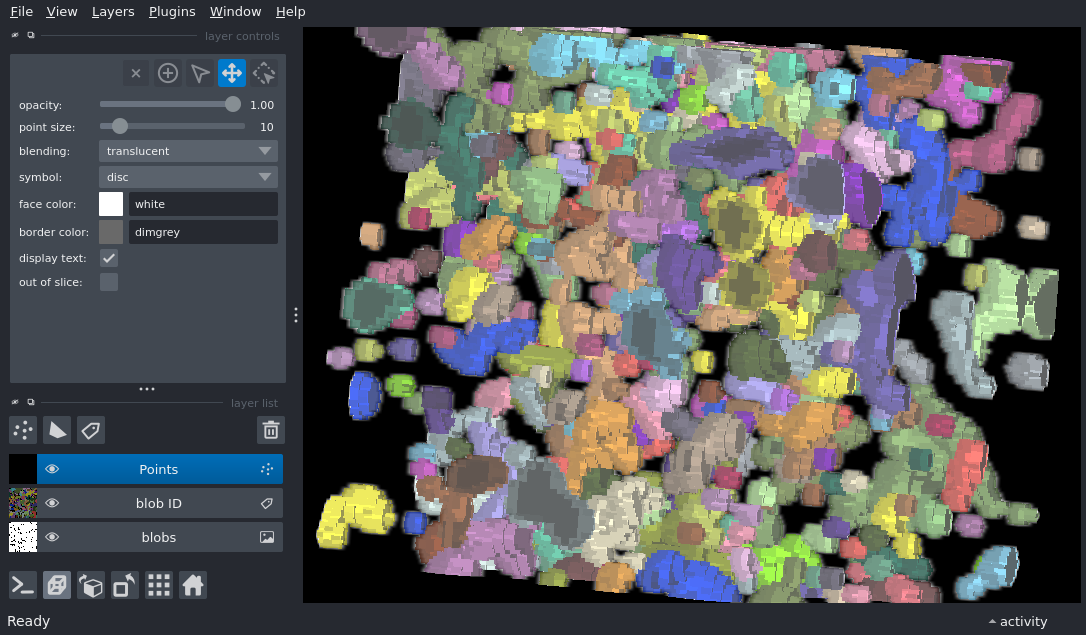 File View Layers Plugins Window Help
layer controls
opacity: 1.00
point size: 10
blending: translucent
symbol: disc
face color: white
border color: dimgrey
display text:
out of slice:
layer list
Points
blob ID
blobs
Ready activity